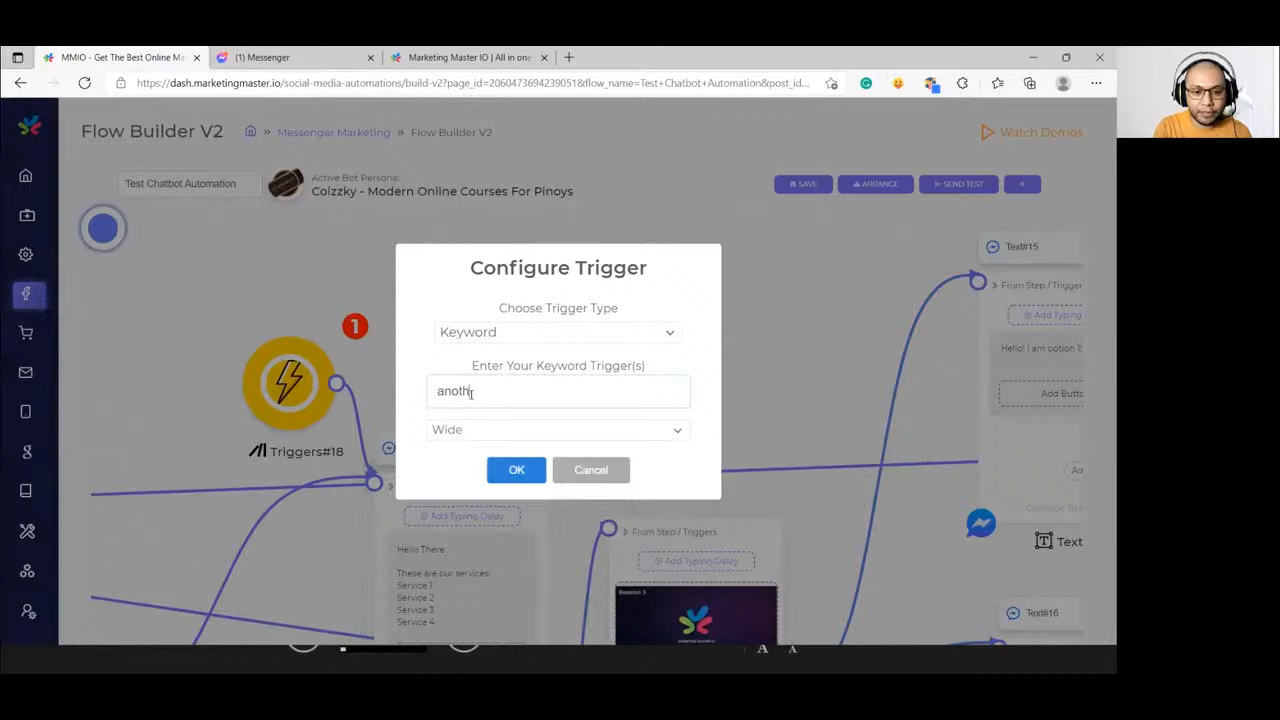 MMIO - Get The Best Online Ma
(1) Messenger
Marketing Master IO | All in one
https://dash.marketingmaster.io/social-media-automations/build-v2?page_id=2060473694239051&flow_name=Test+Chatbot+Automation&post_id...
Flow Builder V2
Messenger Marketing
Flow Builder V2
Watch Demos
Test Chatbot Automation
Active Bot Persona:
Colzzky - Modern Online Courses For Pinoys
SAVE
ARRANGE
SEND TEST
Text#15
From Step / Trigger
Add Typing
Hello! I am option 1
Add Butt
Ad
Continue To
Text
Text#16
Configure Trigger
Choose Trigger Type
Keyword
Enter Your Keyword Trigger(s)
anoth
Wide
OK
Cancel
1
Triggers#18
Add Typing Delay
Hello There.
These are our services:
Service 1
Service 2
Service 3
Service 4
From Step / Triggers
Add Typing Delay
Session 3
A A